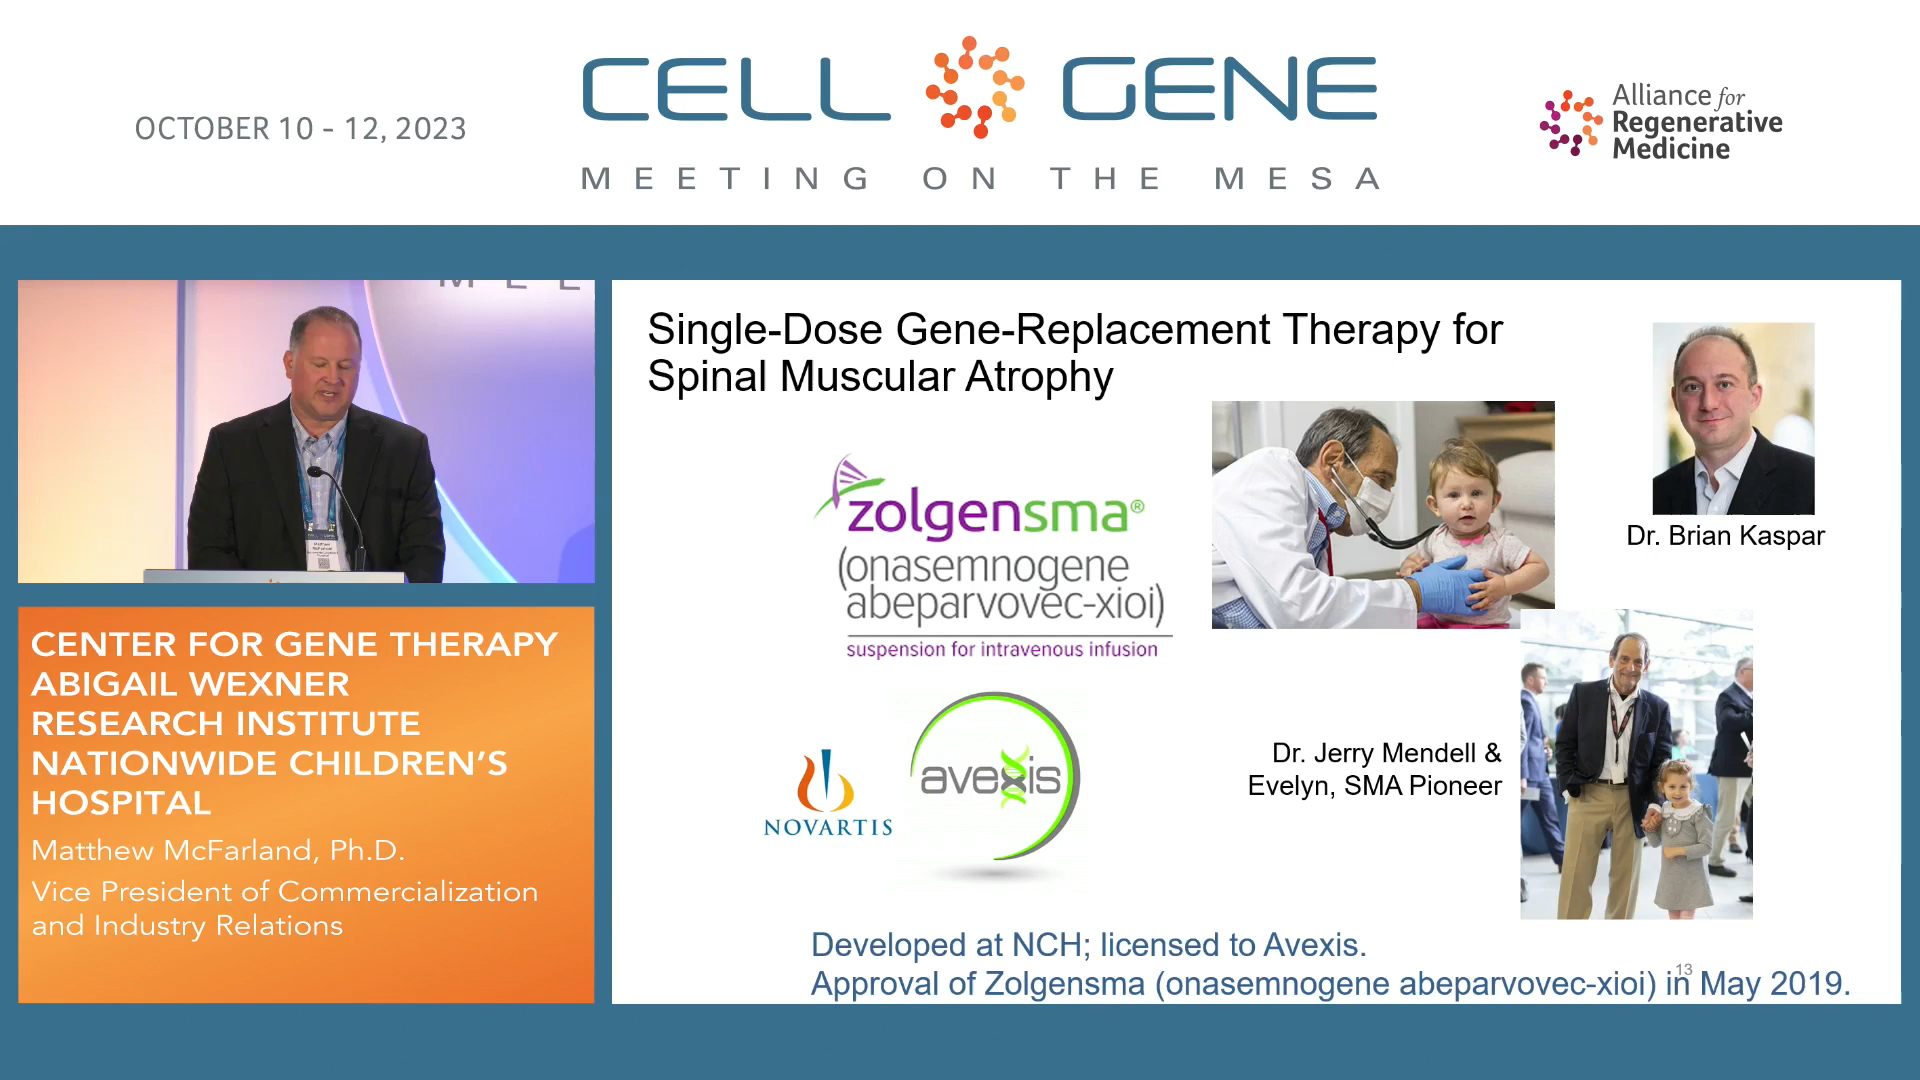 OCTOBER 10 - 12, 2023
CELL GENE
MEETING ON THE MESA
Alliance for
Regenerative
Medicine
MEE
CENTER FOR GENE THERAPY
ABIGAIL WEXNER
RESEARCH INSTITUTE
NATIONWIDE CHILDREN'S
HOSPITAL
Matthew McFarland, Ph.D.
Vice President of Commercialization
and Industry Relations
Single-Dose Gene-Replacement Therapy for
Spinal Muscular Atrophy
zolgensma®
(onasemnogene
abeparvovec-xioi)
suspension for intravenous infusion
NOVARTIS
avexis
Dr. Brian Kaspar
Dr. Jerry Mendell &
Evelyn, SMA Pioneer
Developed at NCH; licensed to Avexis.
Approval of Zolgensma (onasemnogene abeparvovec-xioi) in May 2019.
13